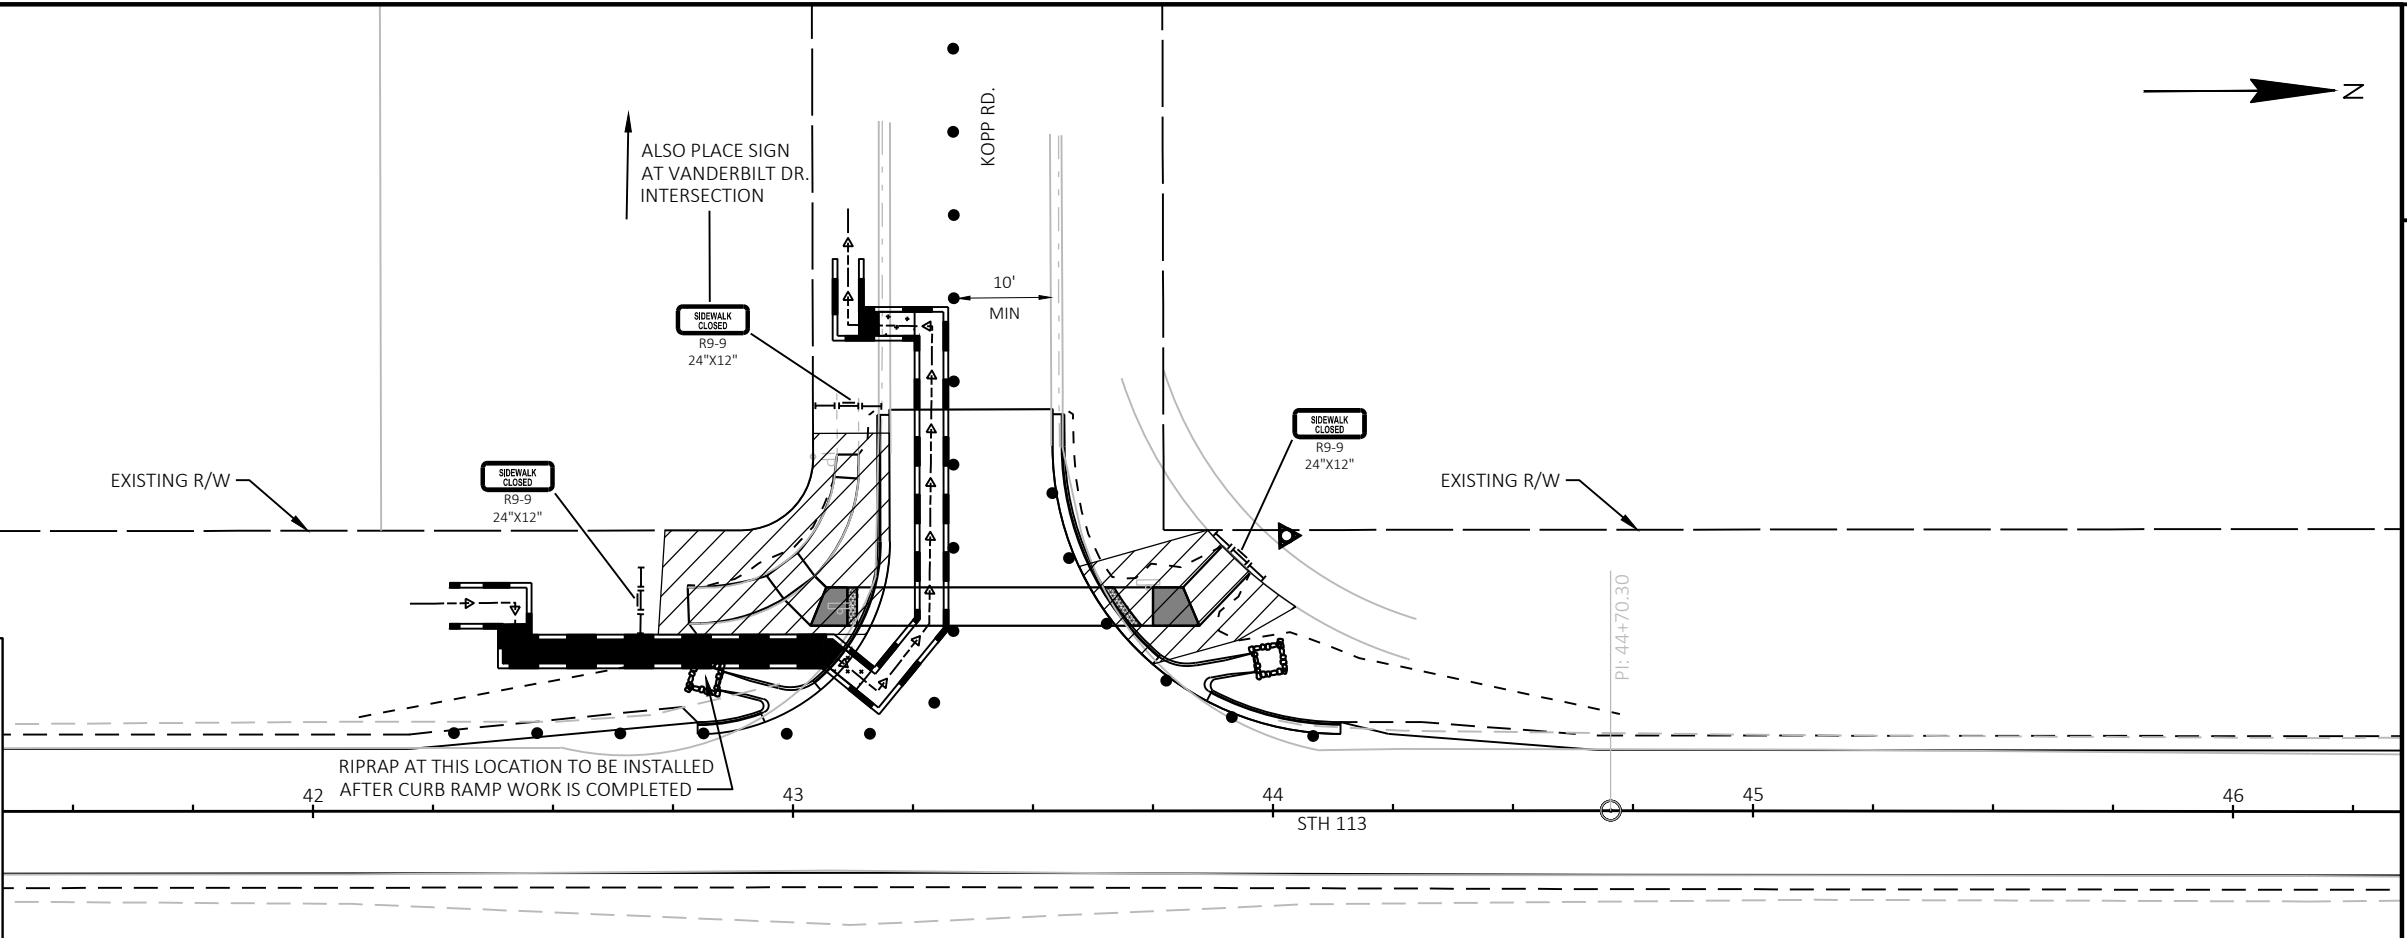 N
KOPP RD.
ALSO PLACE SIGN
AT VANDERBILT DR.
INTERSECTION
10'
MIN
SIDEWALK
CLOSED
R9-9
24"X12"
SIDEWALK
CLOSED
R9-9
24"X12"
SIDEWALK
CLOSED
R9-9
24"X12"
EXISTING R/W
EXISTING R/W
PI: 44+70.30
RIPRAP AT THIS LOCATION TO BE INSTALLED
AFTER CURB RAMP WORK IS COMPLETED
42
43
44
45
46
STH 113